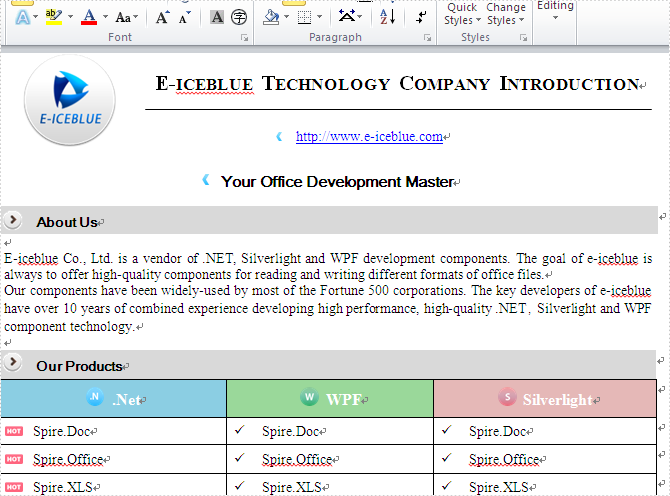 A ab A Aa A A A 字
Quick Styles Change Styles Editing
Font Paragraph Styles
E-ICEBLUE
E-ICEBLUE TECHNOLOGY COMPANY INTRODUCTION
http://www.e-iceblue.com
Your Office Development Master
About Us
E-iceblue Co., Ltd. is a vendor of .NET, Silverlight and WPF development components. The goal of e-iceblue is
always to offer high-quality components for reading and writing different formats of office files.
Our components have been widely-used by most of the Fortune 500 corporations. The key developers of e-iceblue
have over 10 years of combined experience developing high performance, high-quality .NET, Silverlight and WPF
component technology.
Our Products
.N .Net W WPF S Silverlight
HOT Spire.Doc ✓ Spire.Doc ✓ Spire.Doc
HOT Spire.Office ✓ Spire.Office ✓ Spire.Office
HOT Spire.XLS ✓ Spire.XLS ✓ Spire.XLS